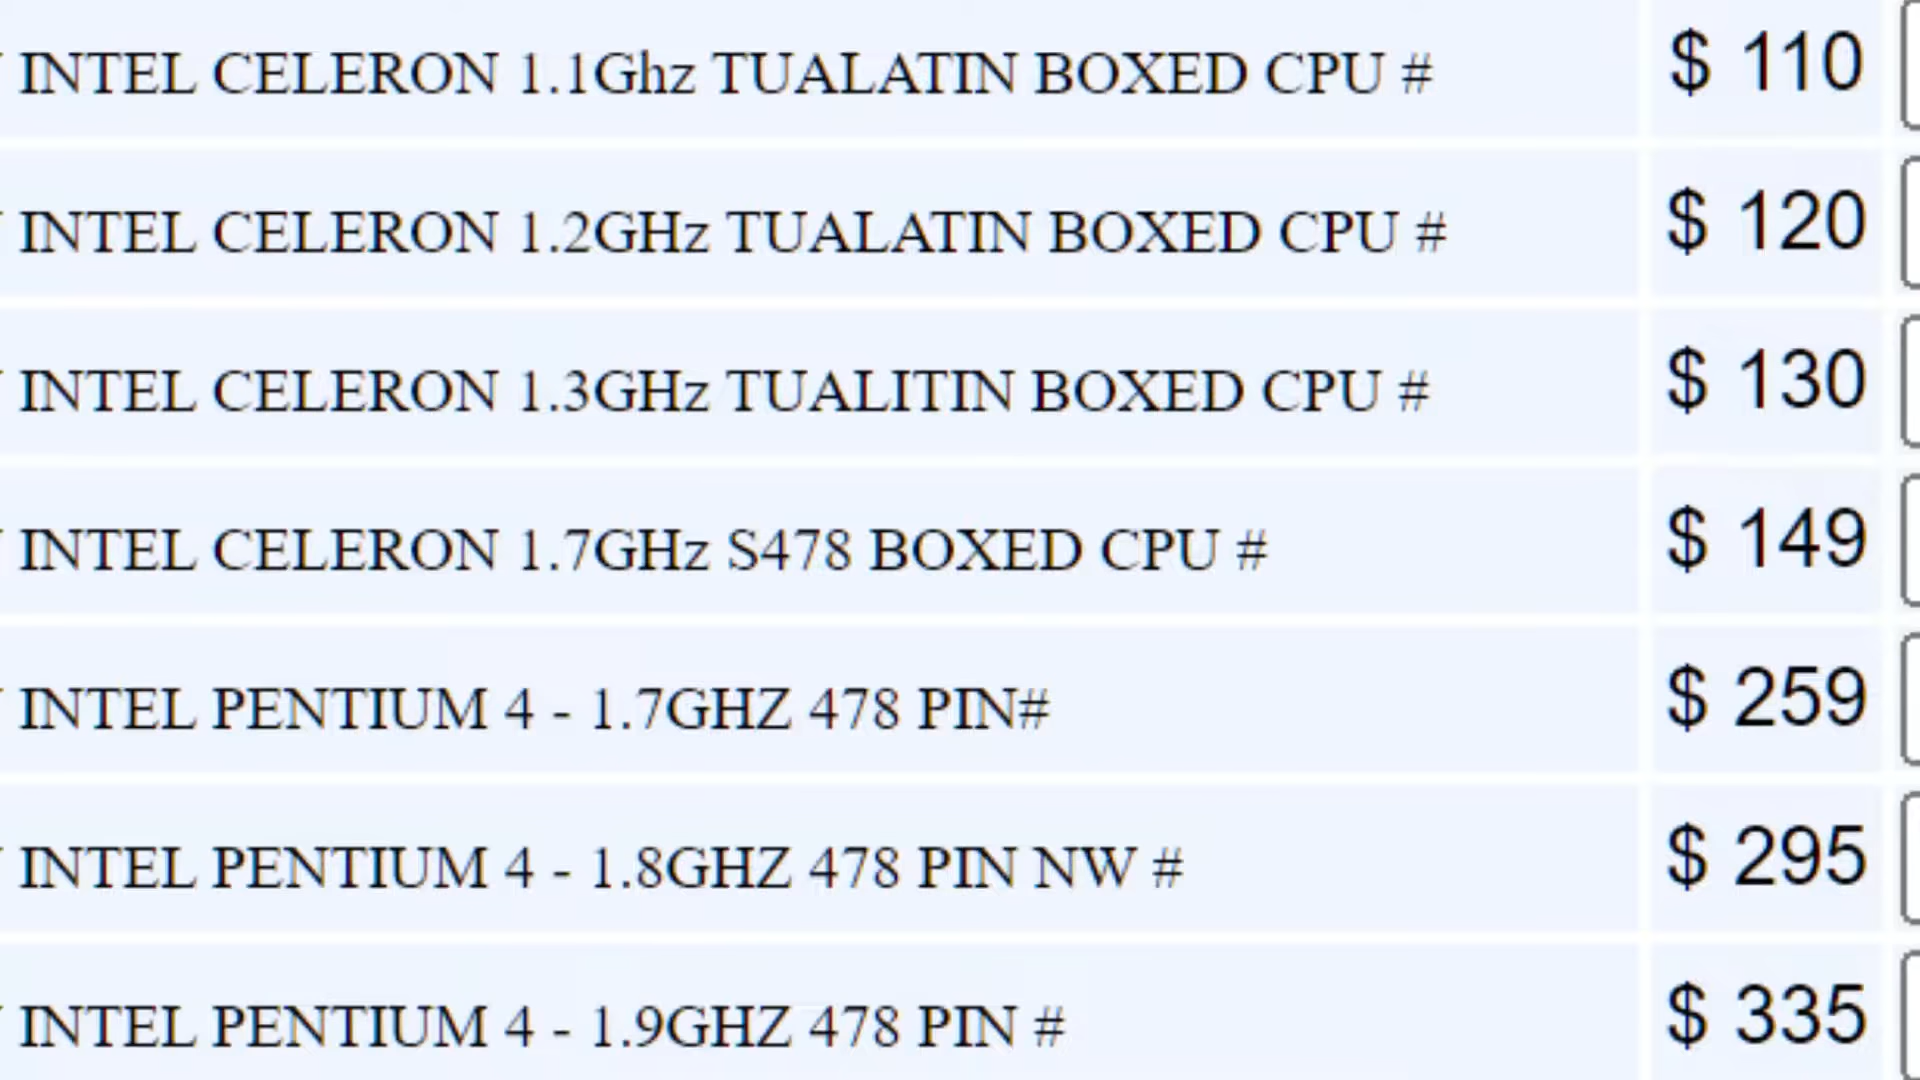 INTEL CELERON 1.1Ghz TUALATIN BOXED CPU # $ 110
INTEL CELERON 1.2GHz TUALATIN BOXED CPU # $ 120
INTEL CELERON 1.3GHz TUALITIN BOXED CPU # $ 130
INTEL CELERON 1.7GHz S478 BOXED CPU # $ 149
INTEL PENTIUM 4 - 1.7GHZ 478 PIN# $ 259
INTEL PENTIUM 4 - 1.8GHZ 478 PIN NW # $ 295
INTEL PENTIUM 4 - 1.9GHZ 478 PIN # $ 335